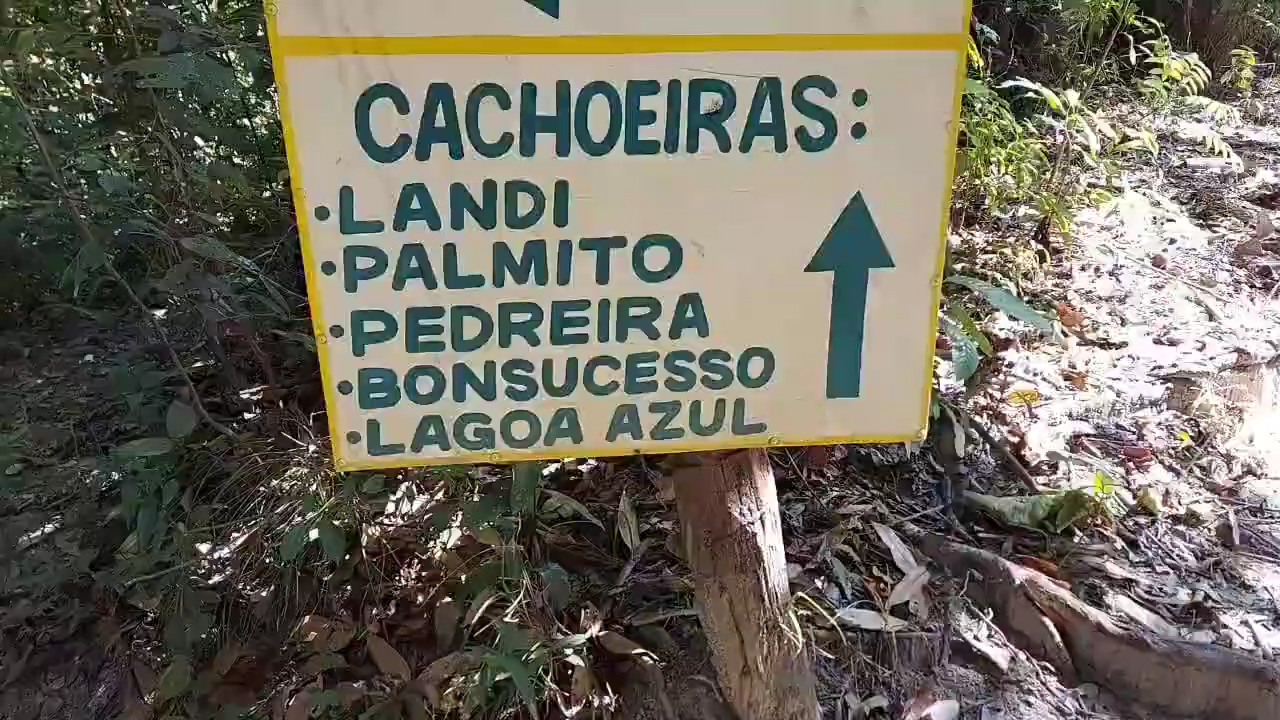 CACHOEIRAS:
·LANDI
·PALMITO
·PEDREIRA
·BONSUCESSO
·LAGOA AZUL